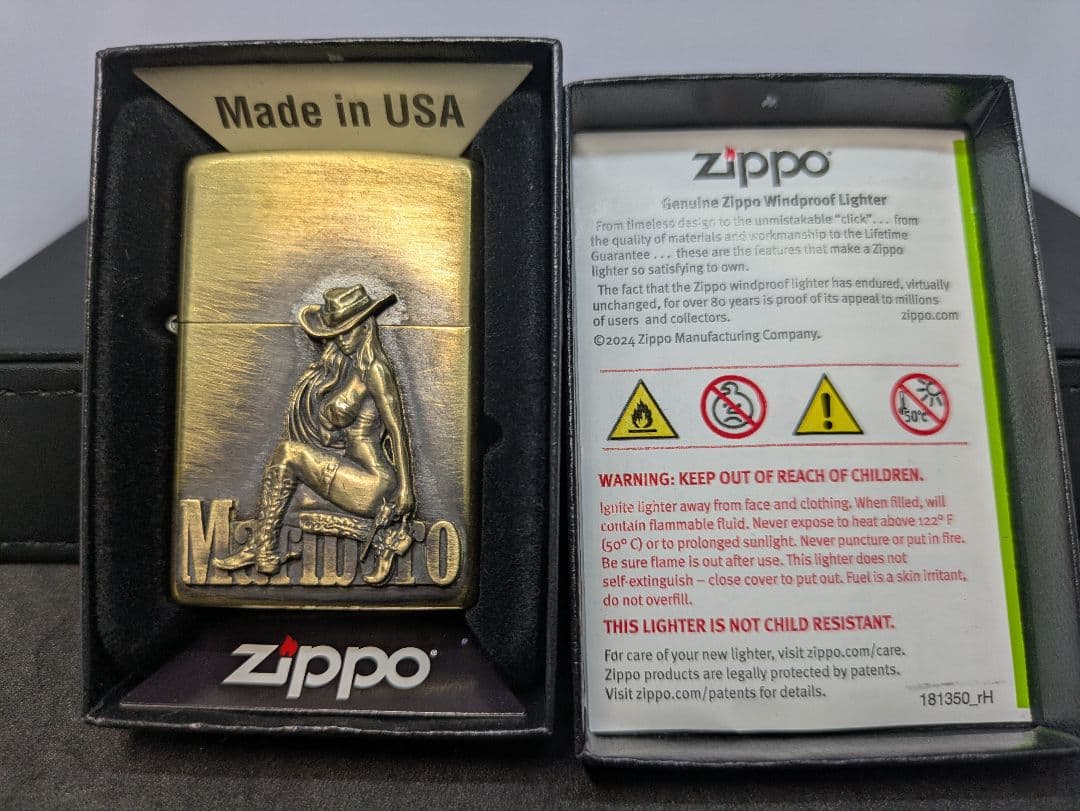 Made in USA
Marlboro
zippo
zippo
Genuine Zippo Windproof Lighter
From timeless design to the unmistakable "click"... from
the quality of materials and workmanship to the Lifetime
Guarantee... these are the features that make a Zippo
lighter so satisfying to own.
The fact that the Zippo windproof lighter has endured, virtually
unchanged, for over 80 years is proof of its appeal to millions
of users and collectors. zippo.com
©2024 Zippo Manufacturing Company.
50°C
WARNING: KEEP OUT OF REACH OF CHILDREN.
Ignite lighter away from face and clothing. When filled, will
contain flammable fluid. Never expose to heat above 122° F
(50° C) or to prolonged sunlight. Never puncture or put in fire.
Be sure flame is out after use. This lighter does not
self-extinguish – close cover to put out. Fuel is a skin irritant,
do not overfill.
THIS LIGHTER IS NOT CHILD RESISTANT.
For care of your new lighter, visit zippo.com/care.
Zippo products are legally protected by patents.
Visit zippo.com/patents for details.
181350_rH